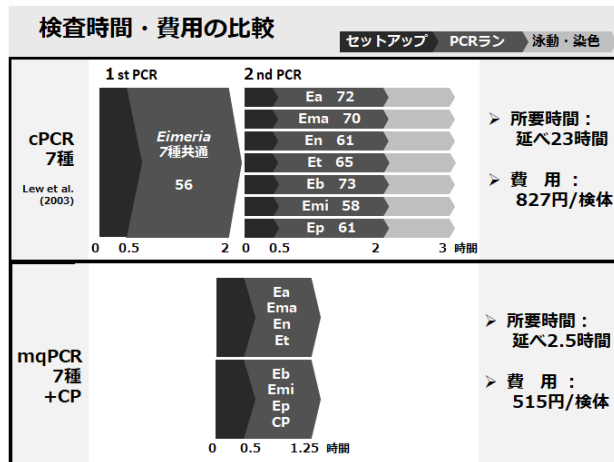 検査時間・費用の比較
セットアップ PCRラン 泳動・染色
1 st PCR 2 nd PCR
cPCR
7種
Lew et al.
(2003)
Eimeria
7種共通
56
Ea 72
Ema 70
En 61
Et 65
Eb 73
Emi 58
Ep 61
0 0.5 2 0 0.5 2 3 時間
➢ 所要時間：
延べ23時間
➢ 費 用：
827円/検体
mqPCR
7種
+CP
Ea
Ema
En
Et
Eb
Emi
Ep
CP
0 0.5 1.25 時間
➢ 所要時間：
延べ2.5時間
➢ 費 用：
515円/検体